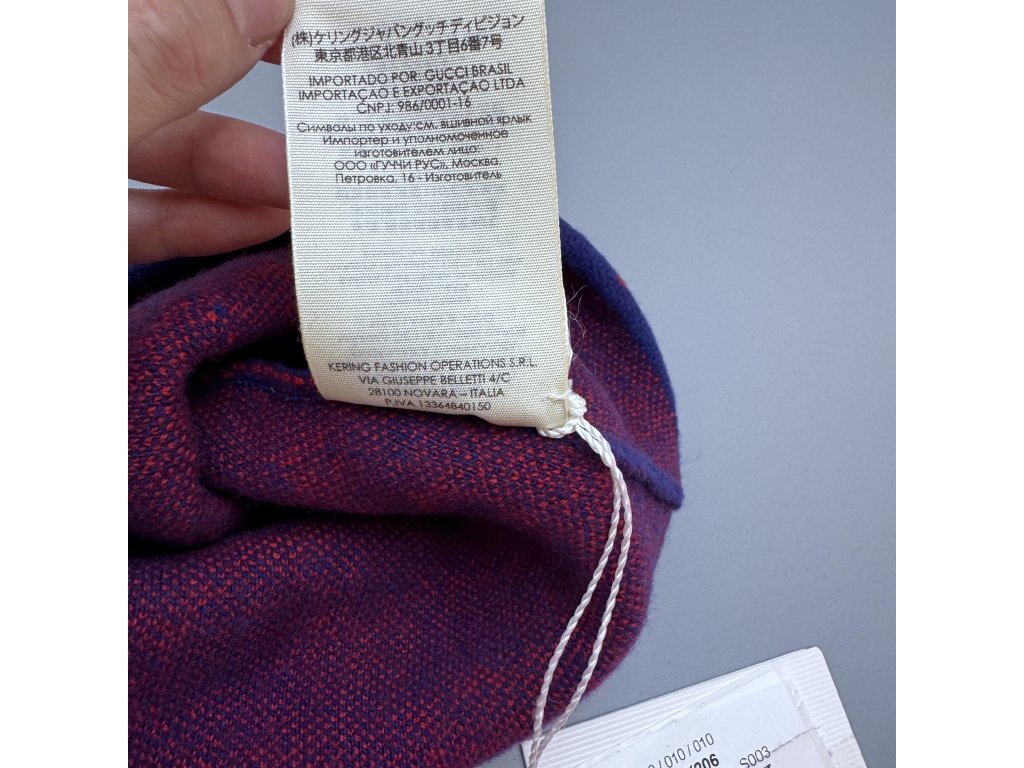 (株)ケリングジャパングッチディビジョン
東京都港区北青山3丁目6番7号
IMPORTADO POR: GUCCI BRASIL
IMPORTAÇAO E EXPORTAÇAO LTDA
CNPJ: 986/0001-16
Символы по уходу см. вшивной ярлык
Импортер и уполномоченное
изготовителем лицо:
ООО «ГУЧЧИ РУС», Москва,
Петровка, 16 - Изготовитель
KERING FASHION OPERATIONS S.R.L.
VIA GIUSEPPE BELLETTI 4/C
28100 NOVARA – ITALIA
P.IVA 13364840150
/ 010 / 010
206
S003